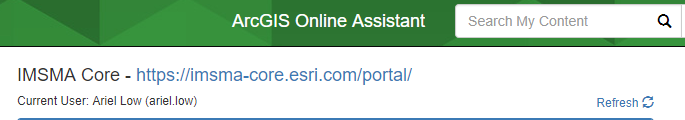 ArcGIS Online Assistant
Search My Content
IMSMA Core - https://imsma-core.esri.com/portal/
Current User: Ariel Low (ariel.low)
Refresh